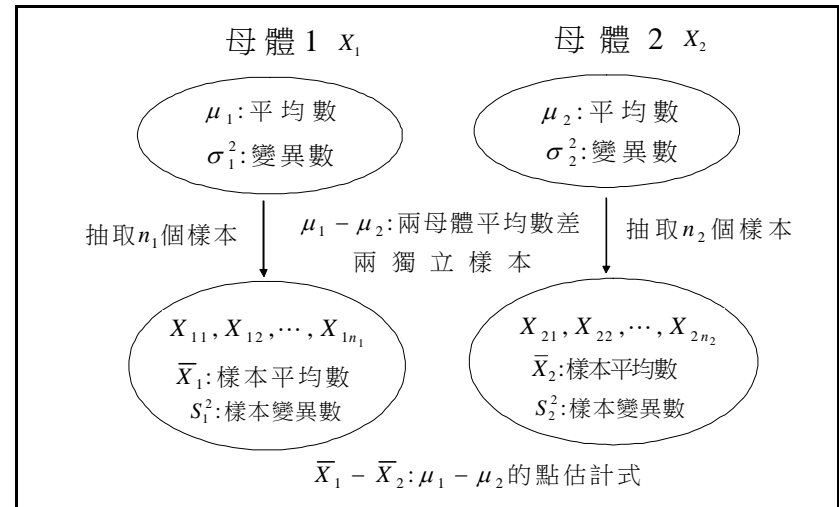 母體1 X₁
母體2 X₂
μ₁:平均數
σ₁²:變異數
μ₂:平均數
σ₂²:變異數
抽取n₁個樣本
μ₁ − μ₂:兩母體平均數差
兩獨立樣本
抽取n₂個樣本
X₁₁, X₁₂, ⋯, X₁ₙ₁
X̄₁:樣本平均數
S₁²:樣本變異數
X₂₁, X₂₂, ⋯, X₂ₙ₂
X̄₂:樣本平均數
S₂²:樣本變異數
X̄₁ − X̄₂:μ₁ − μ₂的點估計式